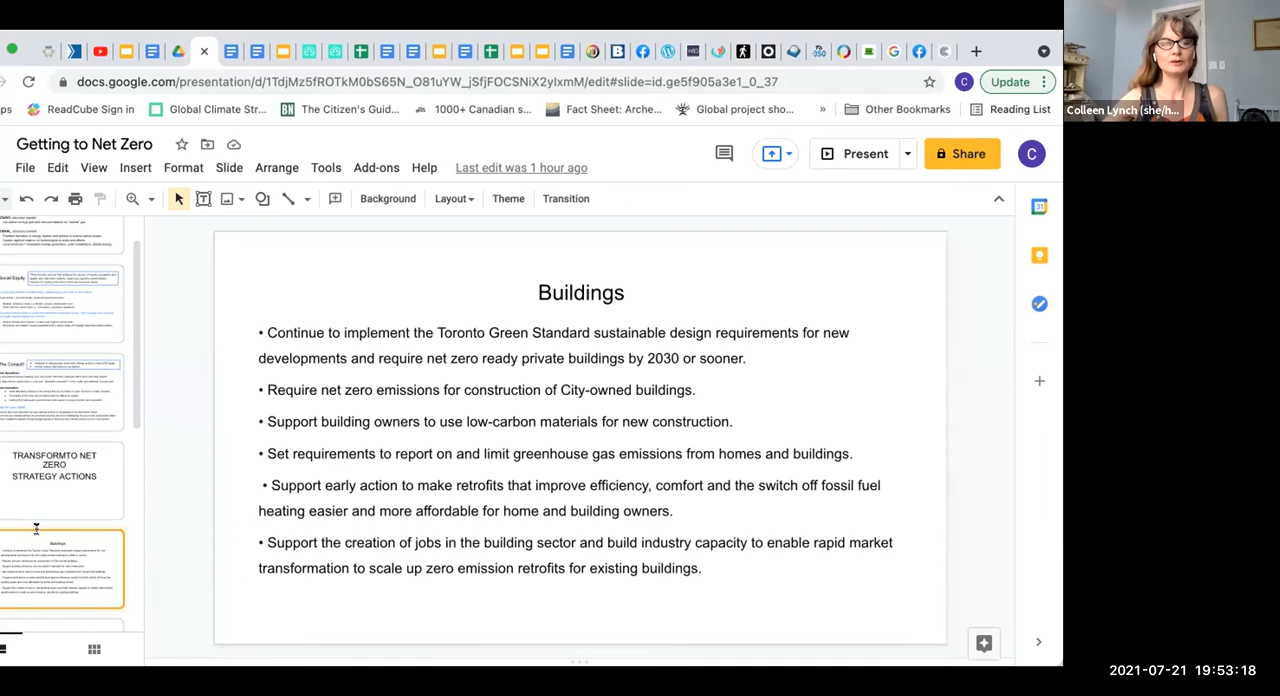 docs.google.com/presentation/d/1TdjMz5fROTkM0bS65N_O81uYW_jSfjFOCSNiX2yIxmM/edit#slide=id.ge5f905a3e1_0_37
C
Update
ps
ReadCube Sign in
Global Climate Str...
The Citizen's Guid...
1000+ Canadian s...
Fact Sheet: Arche...
Global project sho...
»
Other Bookmarks
Reading List
Colleen Lynch (she/h...
Getting to Net Zero
Present
Share
C
File Edit View Insert Format Slide Arrange Tools Add-ons Help Last edit was 1 hour ago
Background Layout Theme Transition
TRANSFORMTO NET
ZERO
STRATEGY ACTIONS
Buildings
Buildings
• Continue to implement the Toronto Green Standard sustainable design requirements for new
developments and require net zero ready private buildings by 2030 or sooner.
• Require net zero emissions in construction of City-owned buildings.
• Support building owners to use low-carbon materials for new construction.
• Set requirements to report on and limit greenhouse gas emissions from homes and buildings.
• Support early action to make retrofits that improve efficiency, comfort and the switch off fossil fuel
heating easier and more affordable for home and building owners.
• Support the creation of jobs in the building sector and build industry capacity to enable rapid market
transformation to scale up zero emission retrofits for existing buildings.
31
2021-07-21 19:53:18